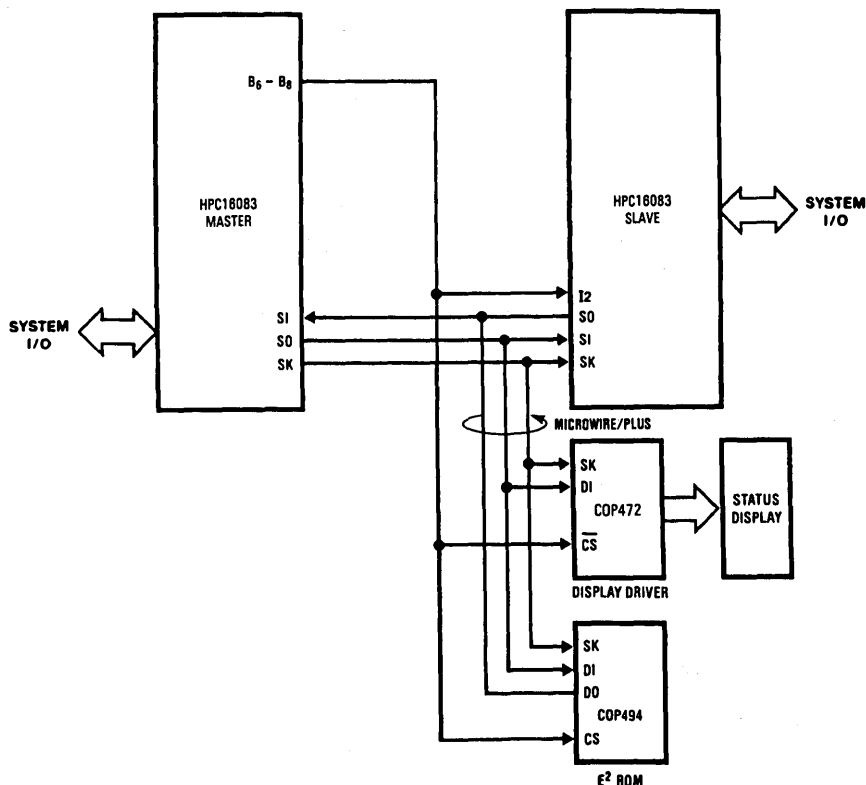 B6 – B8
HPC16083
MASTER
SYSTEM
I/O
SI
SO
SK
HPC16083
SLAVE
SYSTEM
I/O
I2
SO
SI
SK
MICROWIRE/PLUS
SK
DI
COP472
CS
DISPLAY DRIVER
STATUS
DISPLAY
SK
DI
DO
COP494
CS
E² ROM